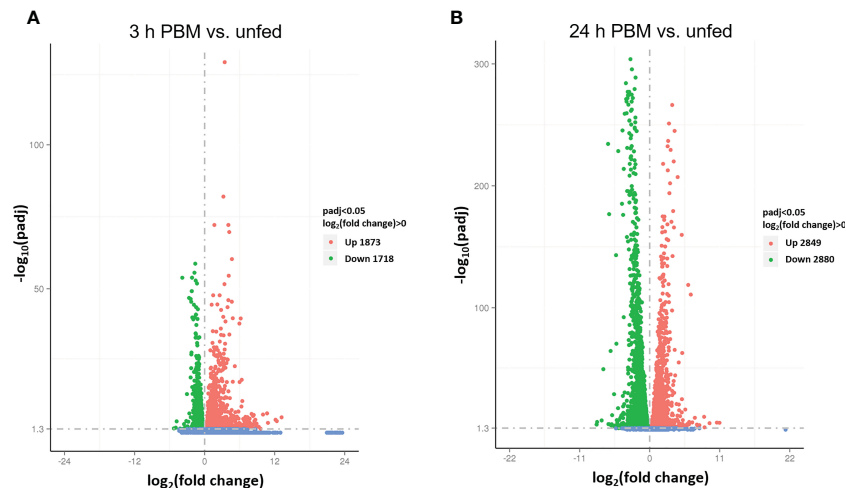 A
3 h PBM vs. unfed
-log10(padj)
100
50
1.3
-24
-12
0
12
24
log2(fold change)
padj<0.05
log2(fold change)>0
Up 1873
Down 1718
B
24 h PBM vs. unfed
-log10(padj)
300
200
100
1.3
-22
-11
0
11
22
log2(fold change)
padj<0.05
log2(fold change)>0
Up 2849
Down 2880